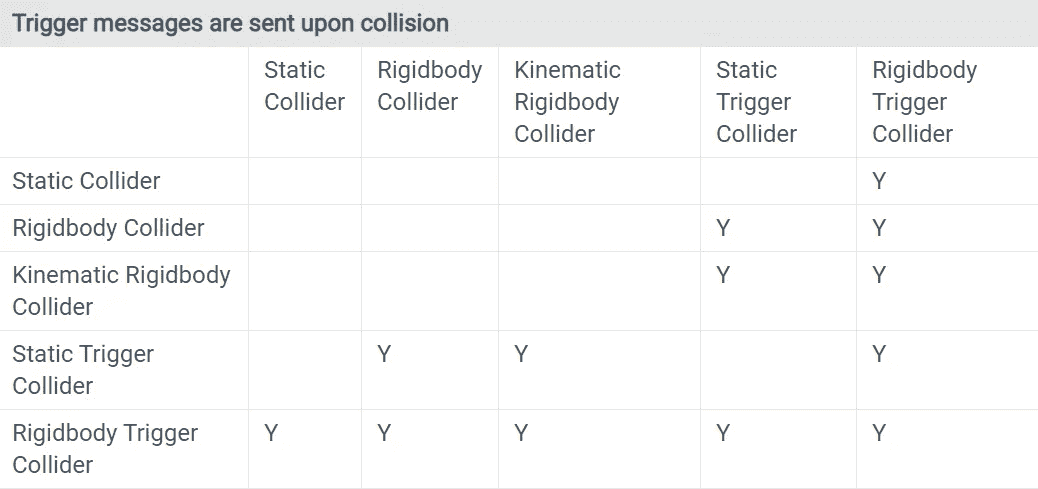 Trigger messages are sent upon collision
Static Rigidbody Kinematic Static Rigidbody
Collider Collider Rigidbody Trigger Trigger
Collider Collider Collider
Static Collider Y
Rigidbody Collider Y Y
Kinematic Rigidbody Y Y
Collider
Static Trigger Y Y Y
Collider
Rigidbody Trigger Y Y Y Y Y
Collider